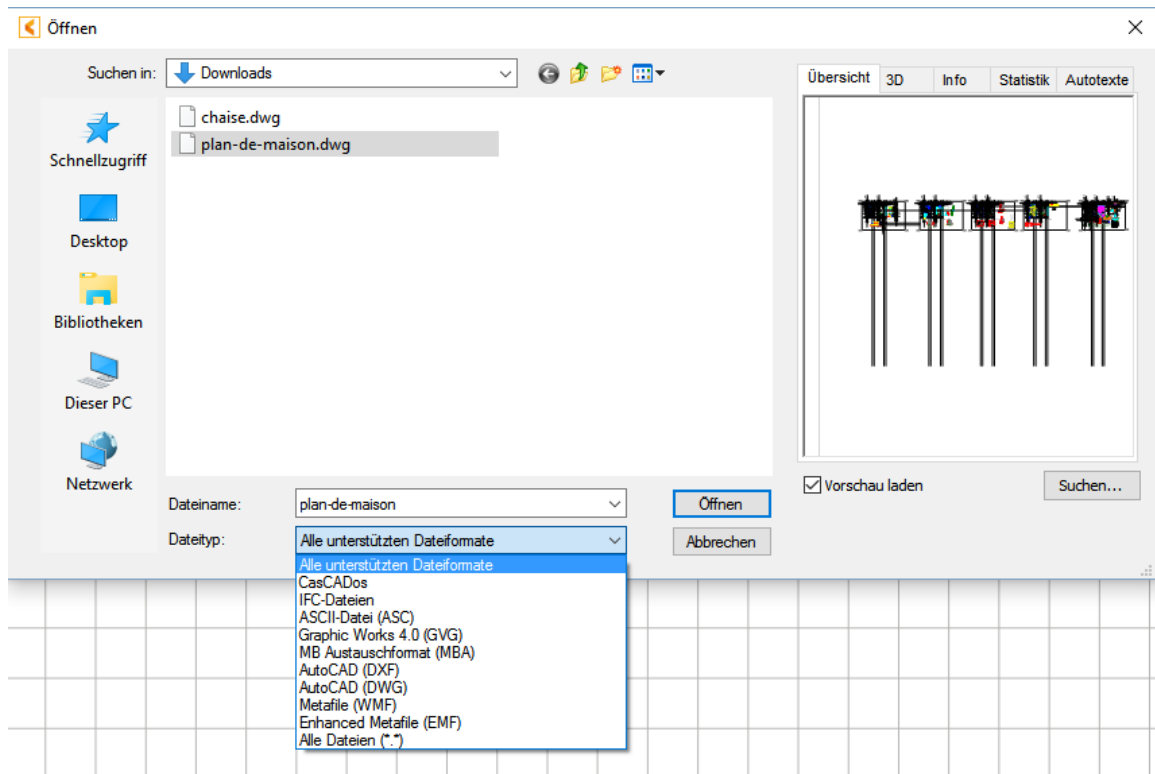 Öffnen
Suchen in:
Downloads
chaise.dwg
plan-de-maison.dwg
Schnellzugriff
Desktop
Bibliotheken
Dieser PC
Netzwerk
Dateiname:
plan-de-maison
Öffnen
Dateityp:
Alle unterstützten Dateiformate
Abbrechen
Alle unterstützten Dateiformate
CasCADos
IFC-Dateien
ASCII-Datei (ASC)
Graphic Works 4.0 (GVG)
MB Austauschformat (MBA)
AutoCAD (DXF)
AutoCAD (DWG)
Metafile (WMF)
Enhanced Metafile (EMF)
Alle Dateien (*.*)
Übersicht 3D Info Statistik Autotexte
Vorschau laden
Suchen...